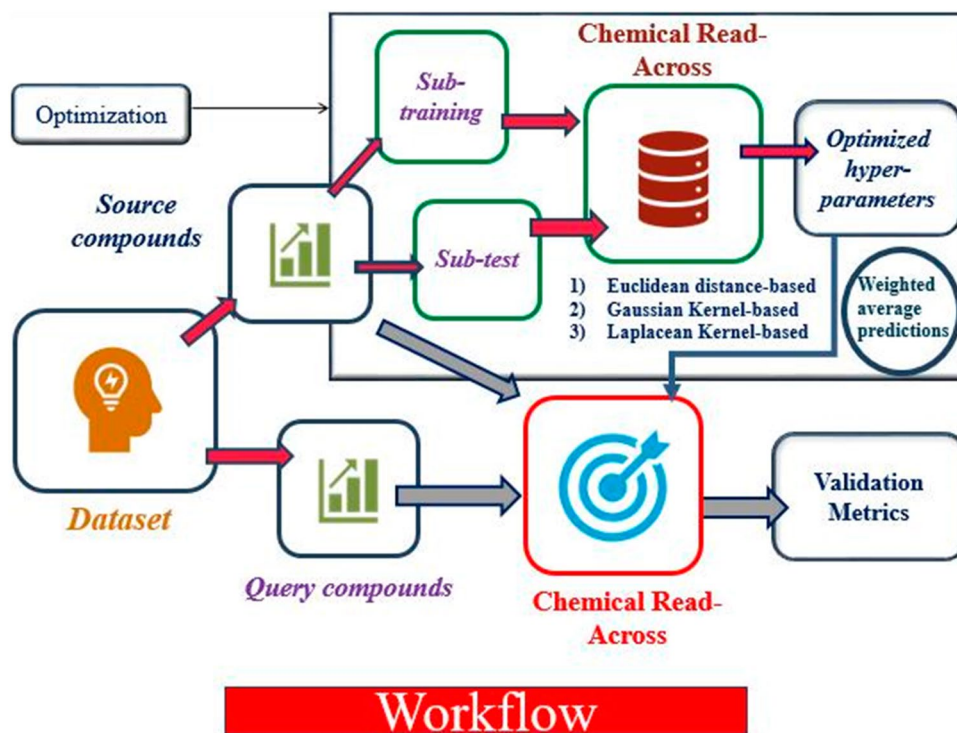 Chemical Read-
Across
Sub-
training
Optimization
Optimized
hyper-
parameters
Source
compounds
Sub-test
1) Euclidean distance-based
2) Gaussian Kernel-based
3) Laplacean Kernel-based
Weighted
average
predictions
Dataset
Validation
Metrics
Query compounds
Chemical Read-
Across
Workflow